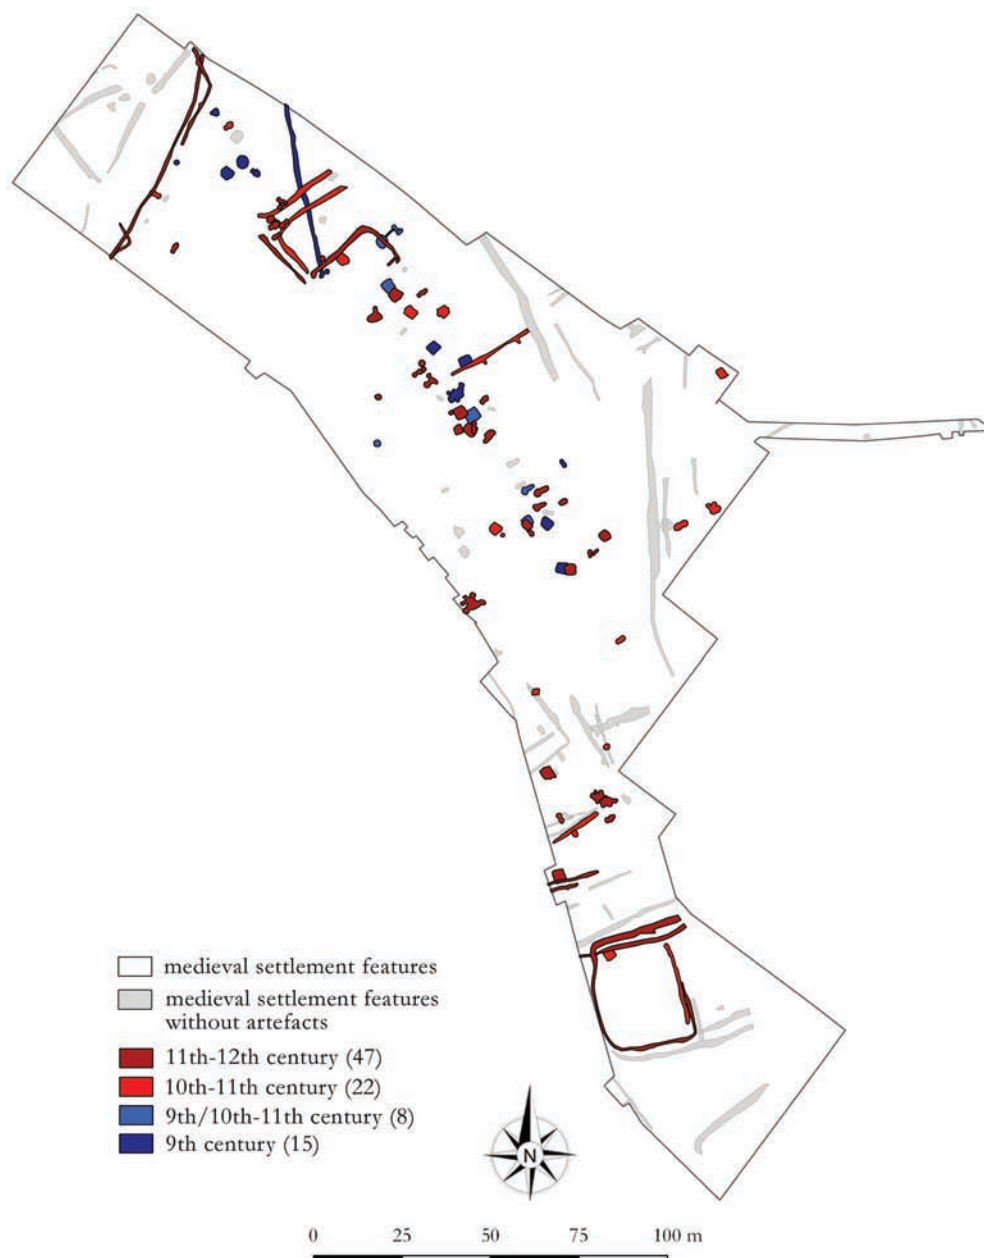 medieval settlement features
medieval settlement features
without artefacts
11th-12th century (47)
10th-11th century (22)
9th/10th-11th century (8)
9th century (15)
N
0 25 50 75 100 m